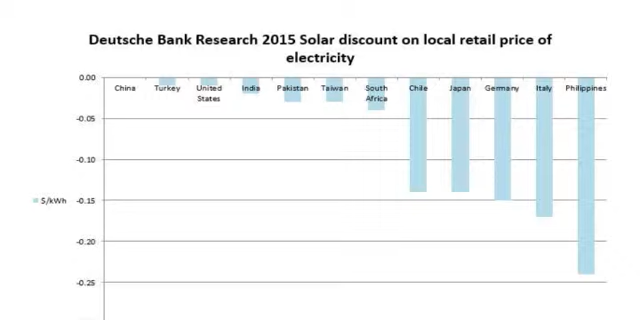 Deutsche Bank Research 2015 Solar discount on local retail price of
electricity
0.00
China Turkey United States India Pakistan Taiwan South Africa Chile Japan Germany Italy Philippines
-0.05
-0.10
$/kWh
-0.15
-0.20
-0.25